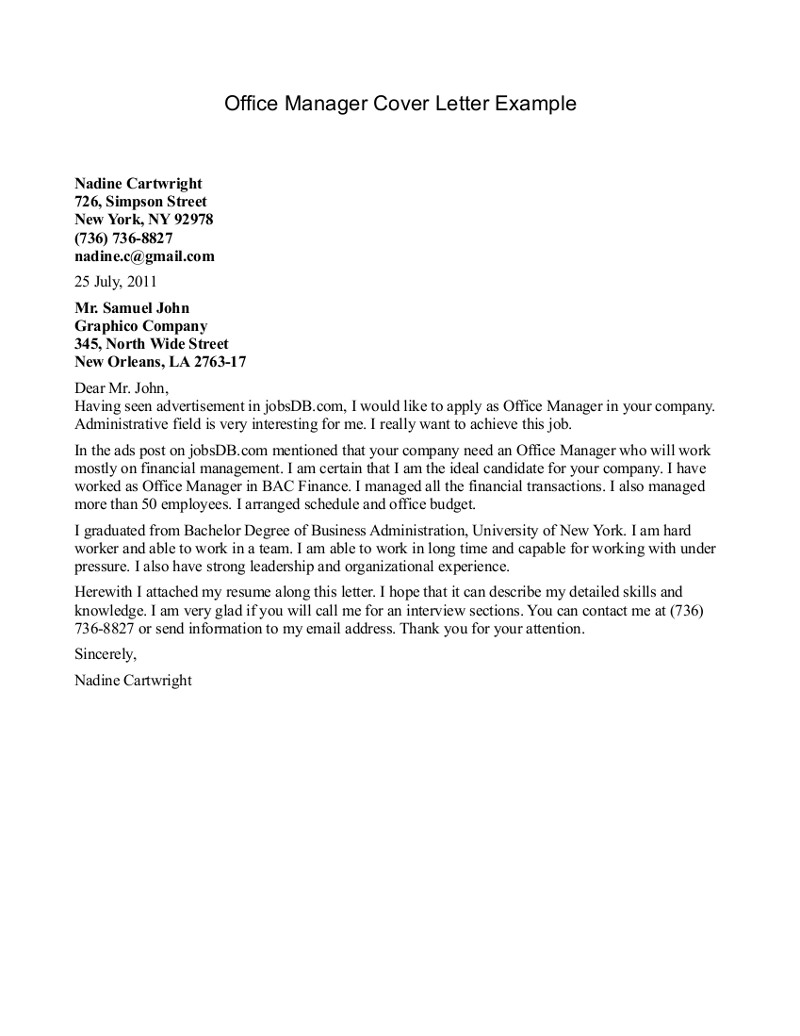 Office Manager Cover Letter Example
Nadine Cartwright
726, Simpson Street
New York, NY 92978
(736) 736-8827
nadine.c@gmail.com
25 July, 2011
Mr. Samuel John
Graphico Company
345, North Wide Street
New Orleans, LA 2763-17
Dear Mr. John,
Having seen advertisement in jobsDB.com, I would like to apply as Office Manager in your company.
Administrative field is very interesting for me. I really want to achieve this job.
In the ads post on jobsDB.com mentioned that your company need an Office Manager who will work
mostly on financial management. I am certain that I am the ideal candidate for your company. I have
worked as Office Manager in BAC Finance. I managed all the financial transactions. I also managed
more than 50 employees. I arranged schedule and office budget.
I graduated from Bachelor Degree of Business Administration, University of New York. I am hard
worker and able to work in a team. I am able to work in long time and capable for working with under
pressure. I also have strong leadership and organizational experience.
Herewith I attached my resume along this letter. I hope that it can describe my detailed skills and
knowledge. I am very glad if you will call me for an interview sections. You can contact me at (736)
736-8827 or send information to my email address. Thank you for your attention.
Sincerely,
Nadine Cartwright